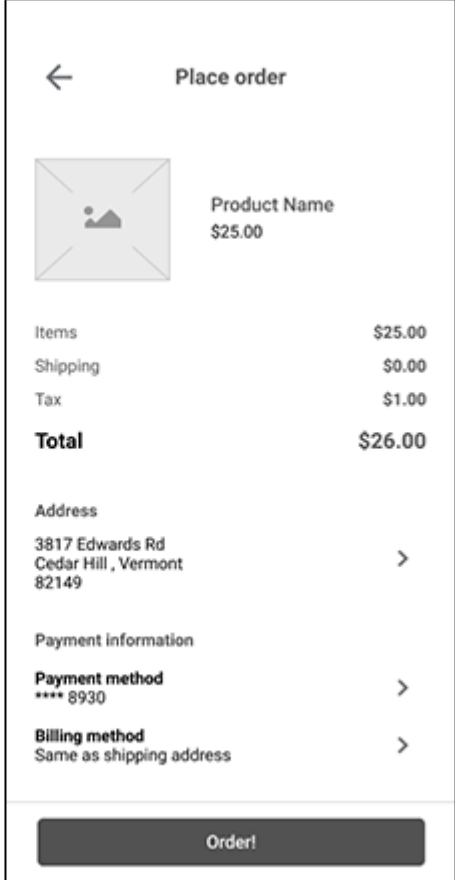 Place order
Product Name
$25.00
Items $25.00
Shipping $0.00
Tax $1.00
Total $26.00
Address
3817 Edwards Rd
Cedar Hill , Vermont
82149
Payment information
Payment method
**** 8930
Billing method
Same as shipping address
Order!